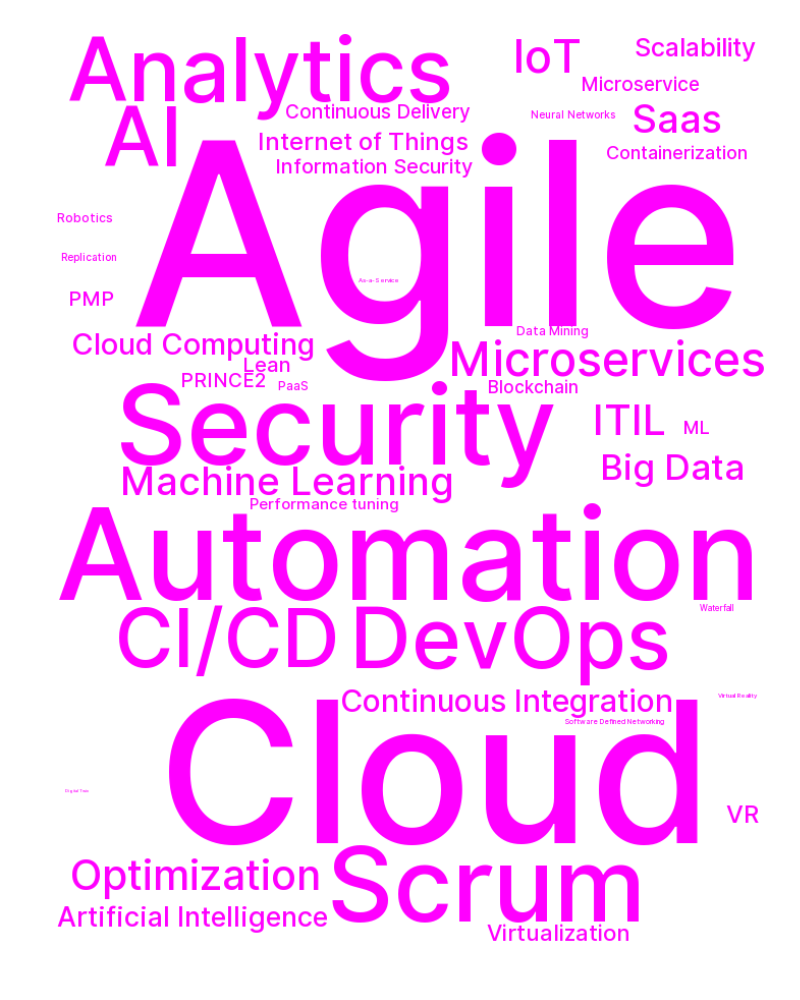 Analytics
IoT
Scalability
Microservice
Continuous Delivery
Neural Networks
Saas
AI
Internet of Things
Containerization
Information Security
Agile
Robotics
Replication
As-a-Service
PMP
Data Mining
Cloud Computing
Microservices
Lean
PRINCE2
PaaS
Blockchain
Security
ITIL
ML
Big Data
Machine Learning
Performance tuning
Automation
Waterfall
CI/CD
DevOps
Continuous Integration
Virtual Reality
Software Defined Networking
Cloud
Digital Twin
VR
Optimization
Scrum
Artificial Intelligence
Virtualization